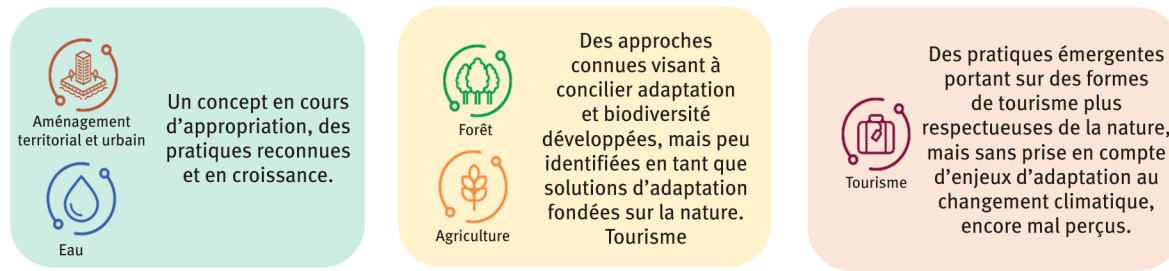 Aménagement
territorial et urbain
Eau
Un concept en cours
d’appropriation, des
pratiques reconnues
et en croissance.
Forêt
Agriculture
Des approches
connues visant à
concilier adaptation
et biodiversité
développées, mais peu
identifiées en tant que
solutions d’adaptation
fondées sur la nature.
Tourisme
Tourisme
Des pratiques émergentes
portant sur des formes
de tourisme plus
respectueuses de la nature,
mais sans prise en compte
d’enjeux d’adaptation au
changement climatique,
encore mal perçus.